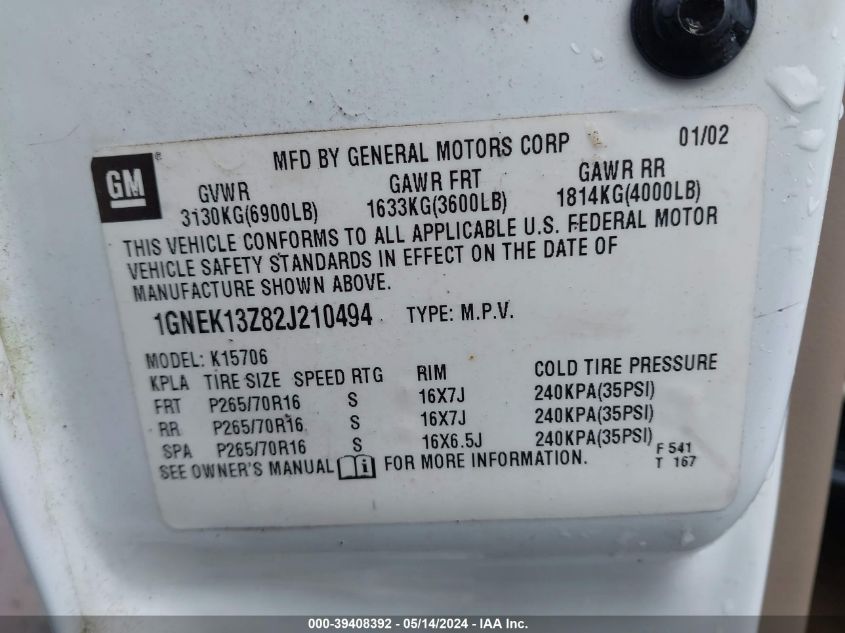 GM
MFD BY GENERAL MOTORS CORP 01/02
GVWR GAWR FRT GAWR RR
3130KG(6900LB) 1633KG(3600LB) 1814KG(4000LB)
THIS VEHICLE CONFORMS TO ALL APPLICABLE U.S. FEDERAL MOTOR
VEHICLE SAFETY STANDARDS IN EFFECT ON THE DATE OF
MANUFACTURE SHOWN ABOVE.
1GNEK13Z82J210494 TYPE: M.P.V.
MODEL: K15706
KPLA TIRE SIZE SPEED RTG RIM COLD TIRE PRESSURE
FRT P265/70R16 S 16X7J 240KPA(35PSI)
RR P265/70R16 S 16X7J 240KPA(35PSI)
SPA P265/70R16 S 16X6.5J 240KPA(35PSI)
SEE OWNER'S MANUAL i FOR MORE INFORMATION.
F 541
T 167
000-39408392 - 05/14/2024 - Copyright © 2024 IAA, Inc.